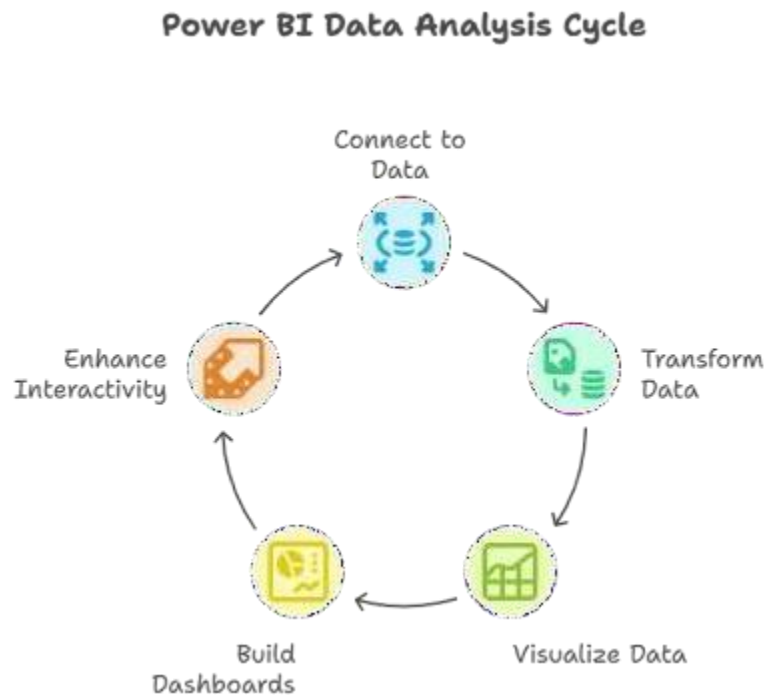 Power BI Data Analysis Cycle
Connect to
Data
Transform
Data
Visualize Data
Build
Dashboards
Enhance
Interactivity